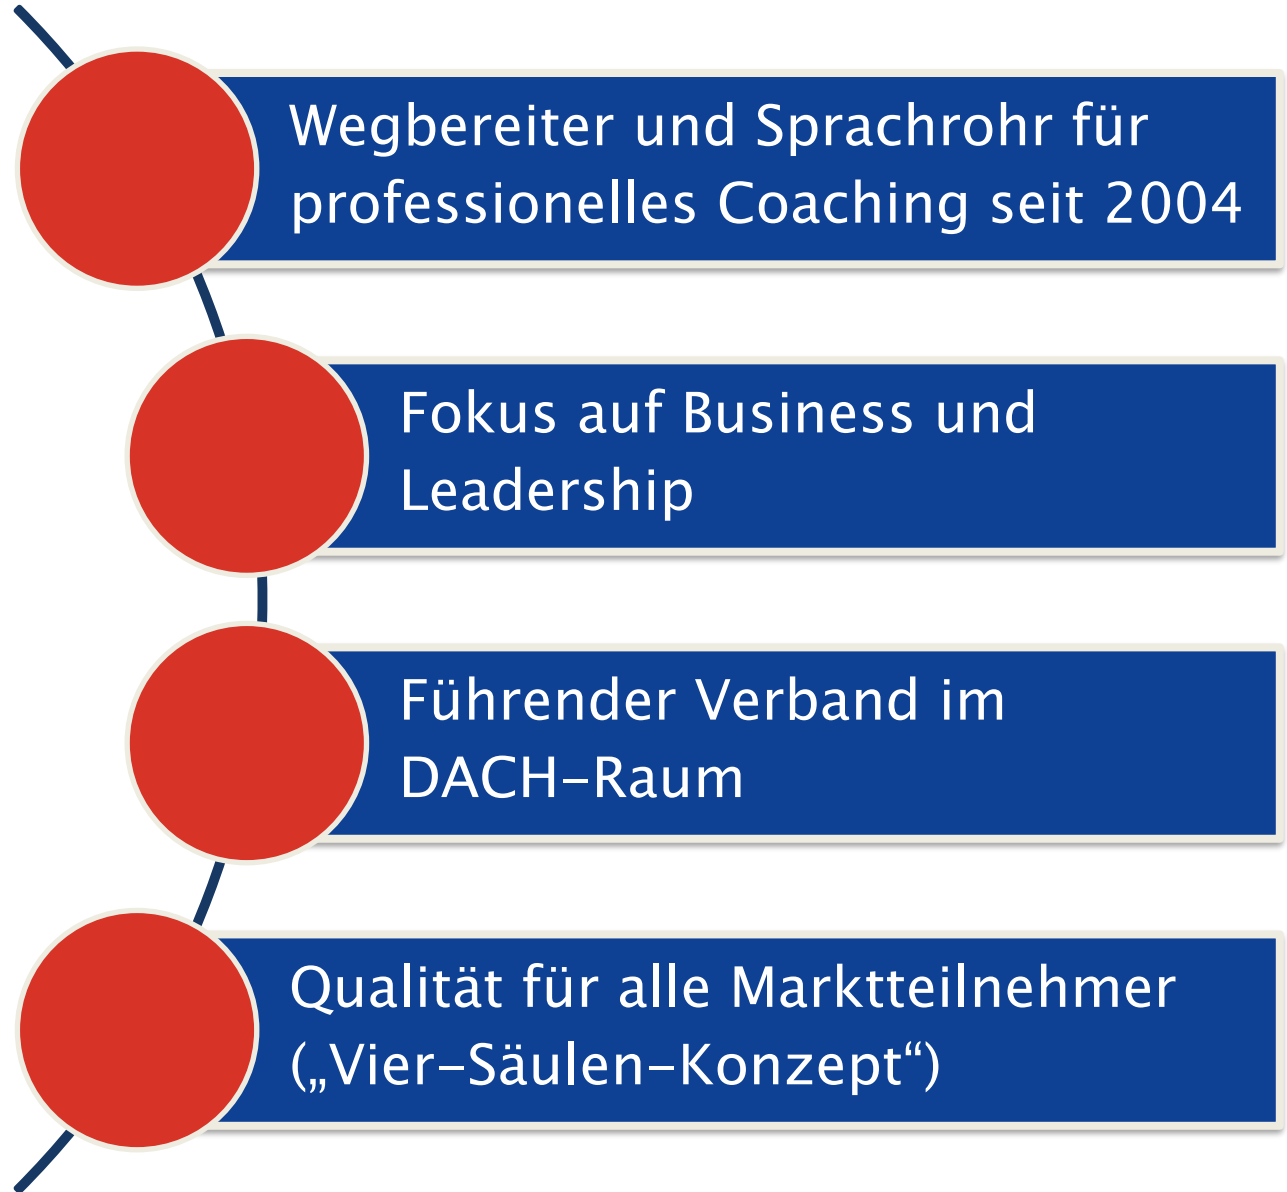 Wegbereiter und Sprachrohr für
professionelles Coaching seit 2004
Fokus auf Business und
Leadership
Führender Verband im
DACH-Raum
Qualität für alle Marktteilnehmer
(„Vier-Säulen-Konzept“)